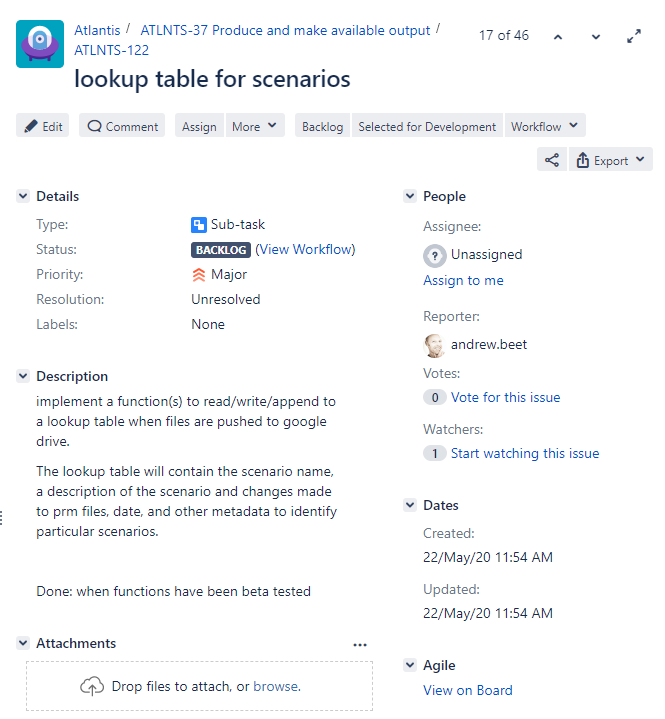 Atlantis / ATLNTS-37 Produce and make available output /
17 of 46
ATLNTS-122
lookup table for scenarios
Edit Comment Assign More Backlog Selected for Development Workflow
Export
Details
Type: Sub-task
Status: BACKLOG (View Workflow)
Priority: Major
Resolution: Unresolved
Labels: None
Description
implement a function(s) to read/write/append to
a lookup table when files are pushed to google
drive.
The lookup table will contain the scenario name,
a description of the scenario and changes made
to prm files, date, and other metadata to identify
particular scenarios.
Done: when functions have been beta tested
Attachments
Drop files to attach, or browse.
People
Assignee:
? Unassigned
Assign to me
Reporter:
andrew.beet
Votes:
0 Vote for this issue
Watchers:
1 Start watching this issue
Dates
Created:
22/May/20 11:54 AM
Updated:
22/May/20 11:54 AM
Agile
View on Board